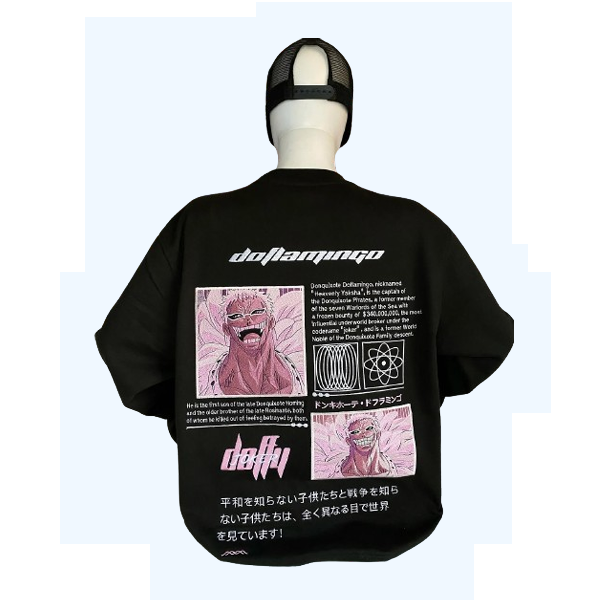 doflamingo
Donquixote Doflamingo, nicknamed
"Heavenly Yaksha", is the captain of
the Donquixote Pirates, a former member
of the seven Warlords of the Sea with
a frozen bounty of $340,000,000, the most
influential underworld broker under the
codename "joker", and is a former World
Noble of the Donquixote Family descent.
He is the first son of the late Donquixote Homing
and the older brother of the late Rosinante, both
of whom he killed out of feeling betrayed by them.
ドンキホーテ・ドフラミンゴ
doffy
平和を知らない子供たちと戦争を知ら
ない子供たちは、全く異なる目で世界
を見ています!